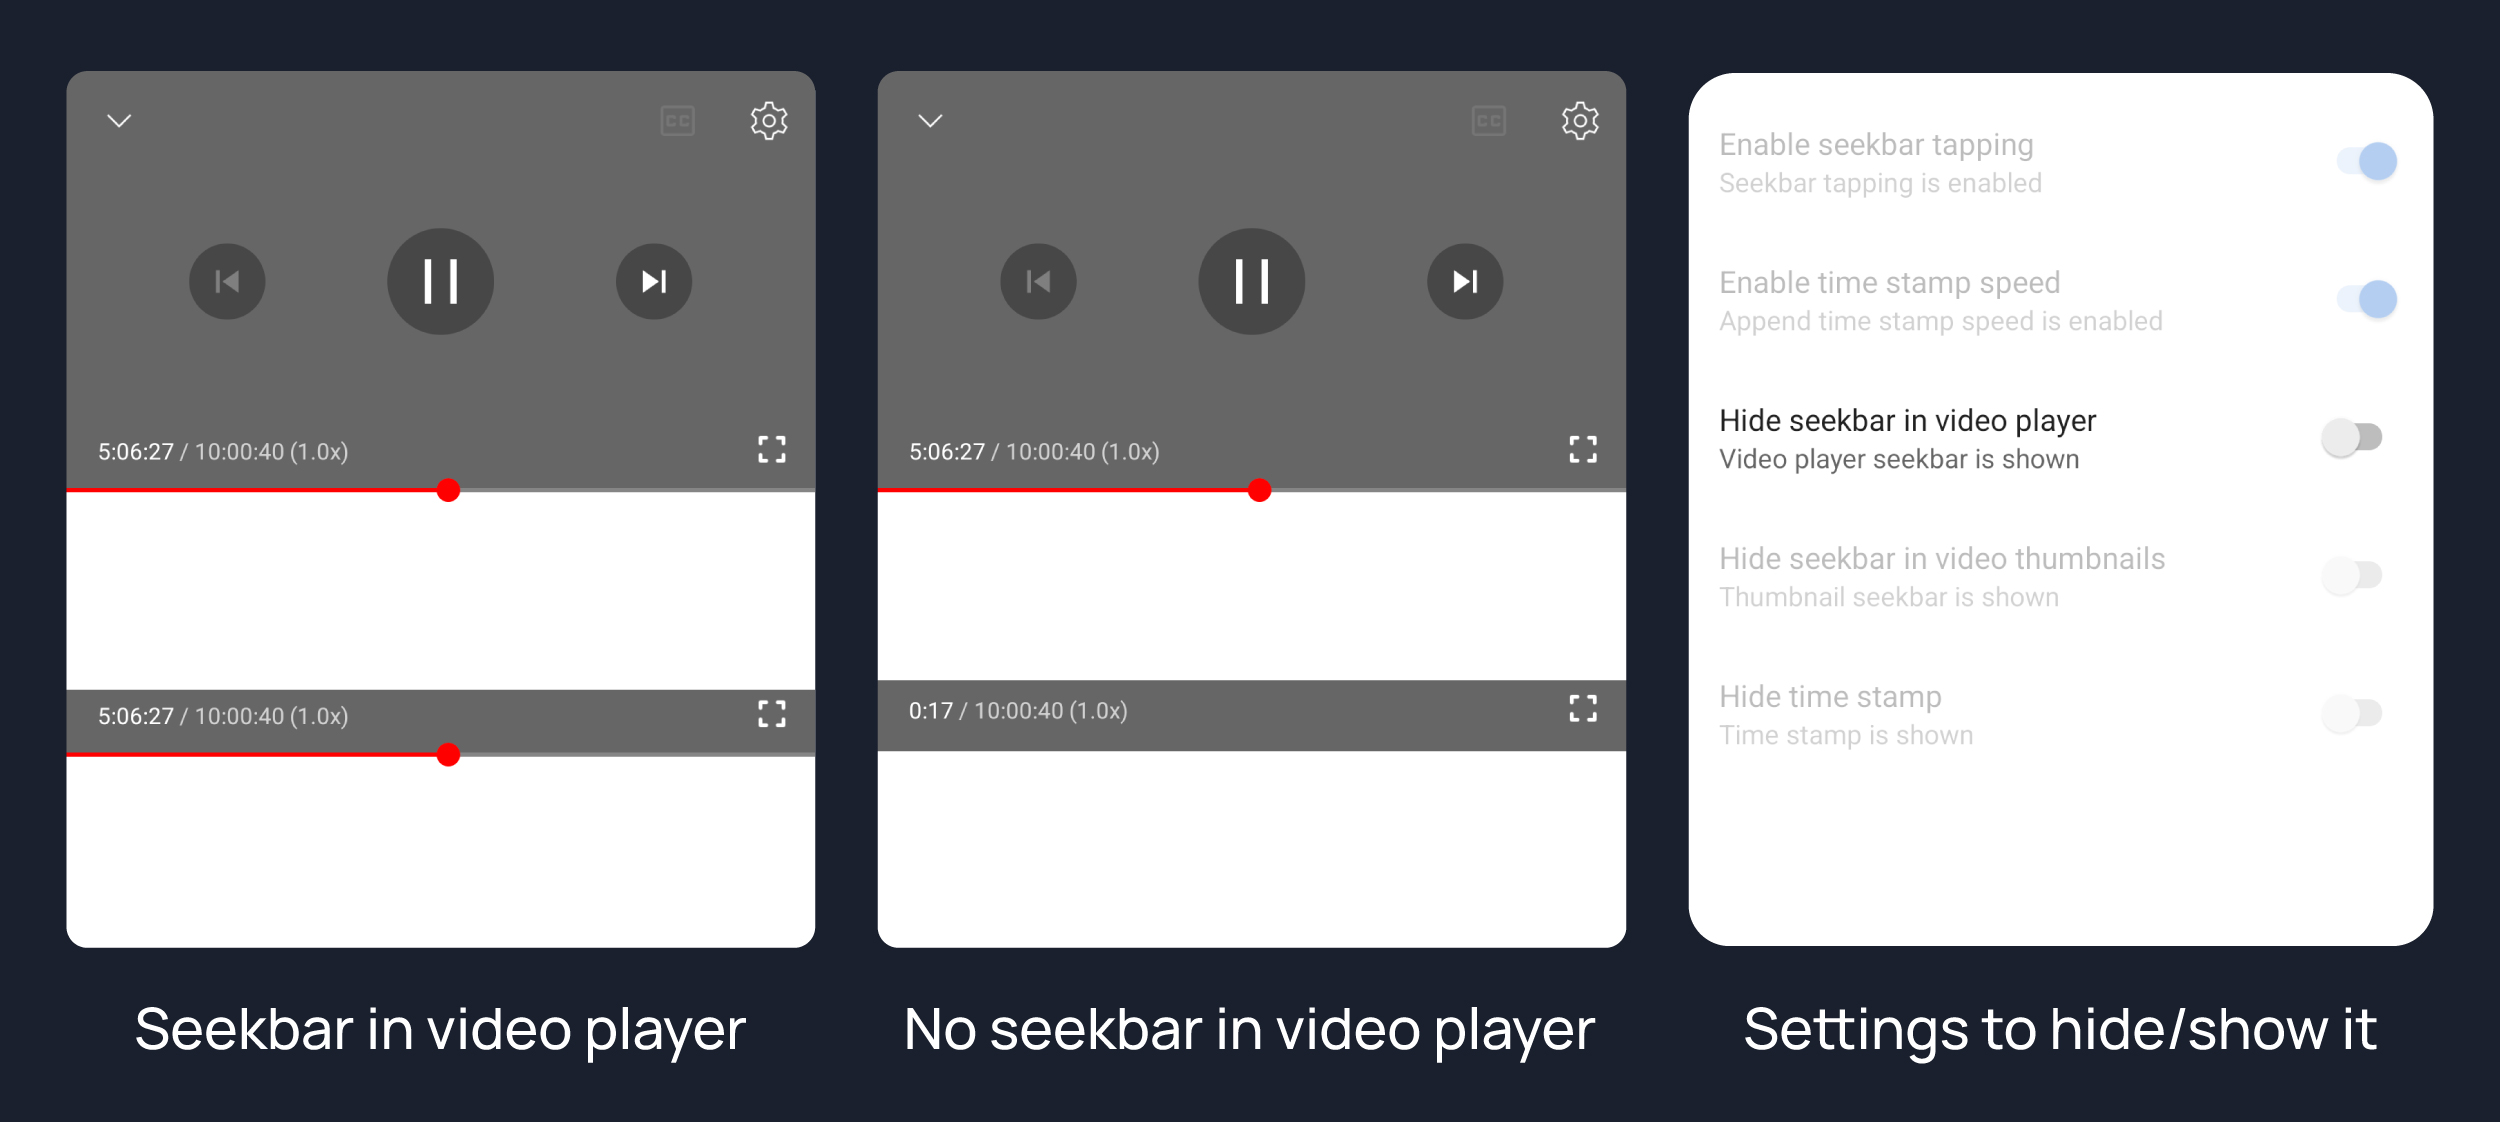 CC
5:06:27 / 10:00:40 (1.0x)
5:06:27 / 10:00:40 (1.0x)
Seekbar in video player
CC
5:06:27 / 10:00:40 (1.0x)
0:17 / 10:00:40 (1.0x)
No seekbar in video player
Enable seekbar tapping
Seekbar tapping is enabled
Enable time stamp speed
Append time stamp speed is enabled
Hide seekbar in video player
Video player seekbar is shown
Hide seekbar in video thumbnails
Thumbnail seekbar is shown
Hide time stamp
Time stamp is shown
Settings to hide/show it